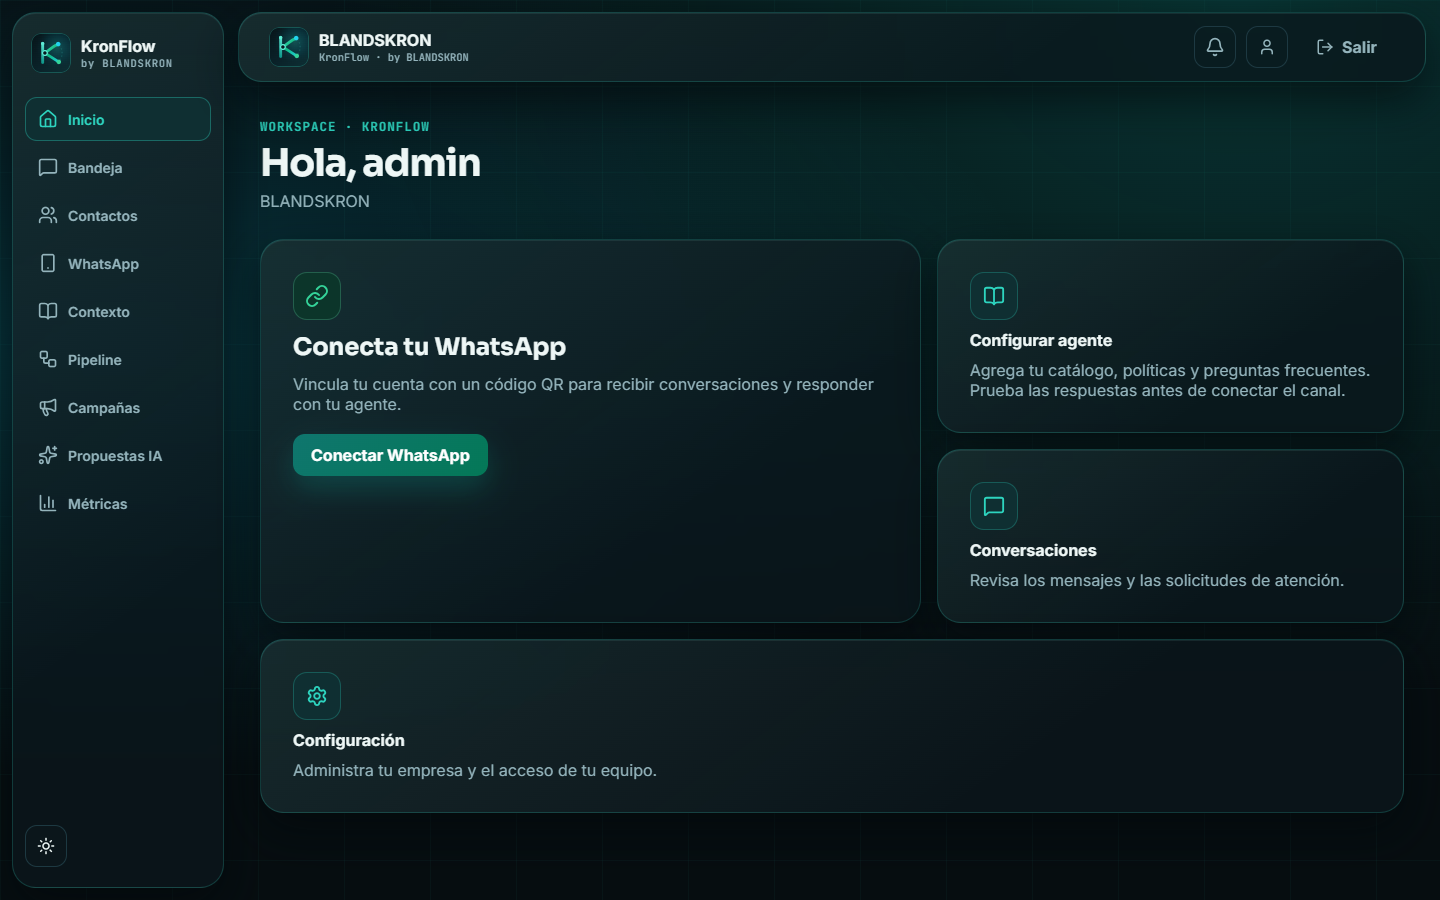 KronFlow
by BLANDSKRON
Inicio
Bandeja
Contactos
WhatsApp
Contexto
Pipeline
Campañas
Propuestas IA
Métricas
BLANDSKRON
KronFlow · by BLANDSKRON
Salir
WORKSPACE · KRONFLOW
Hola, admin
BLANDSKRON
Conecta tu WhatsApp
Vincula tu cuenta con un código QR para recibir conversaciones y responder
con tu agente.
Conectar WhatsApp
Configurar agente
Agrega tu catálogo, políticas y preguntas frecuentes.
Prueba las respuestas antes de conectar el canal.
Conversaciones
Revisa los mensajes y las solicitudes de atención.
Configuración
Administra tu empresa y el acceso de tu equipo.